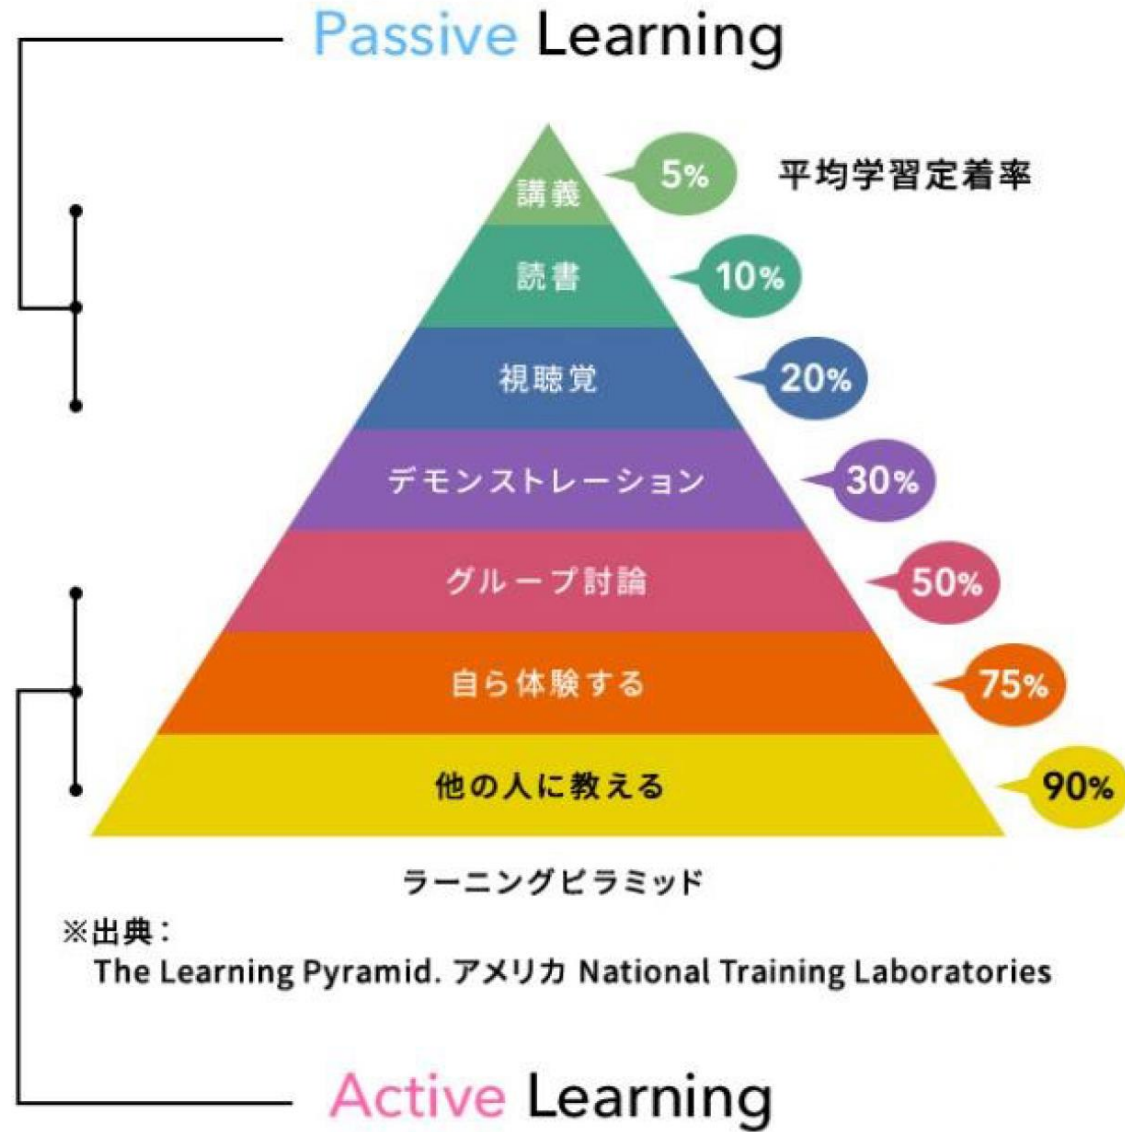 Passive Learning
講義
5%
平均学習定着率
読書
10%
視聴覚
20%
デモンストレーション
30%
グループ討論
50%
自ら体験する
75%
他の人に教える
90%
ラーニングピラミッド
※出典：
The Learning Pyramid. アメリカ National Training Laboratories
Active Learning